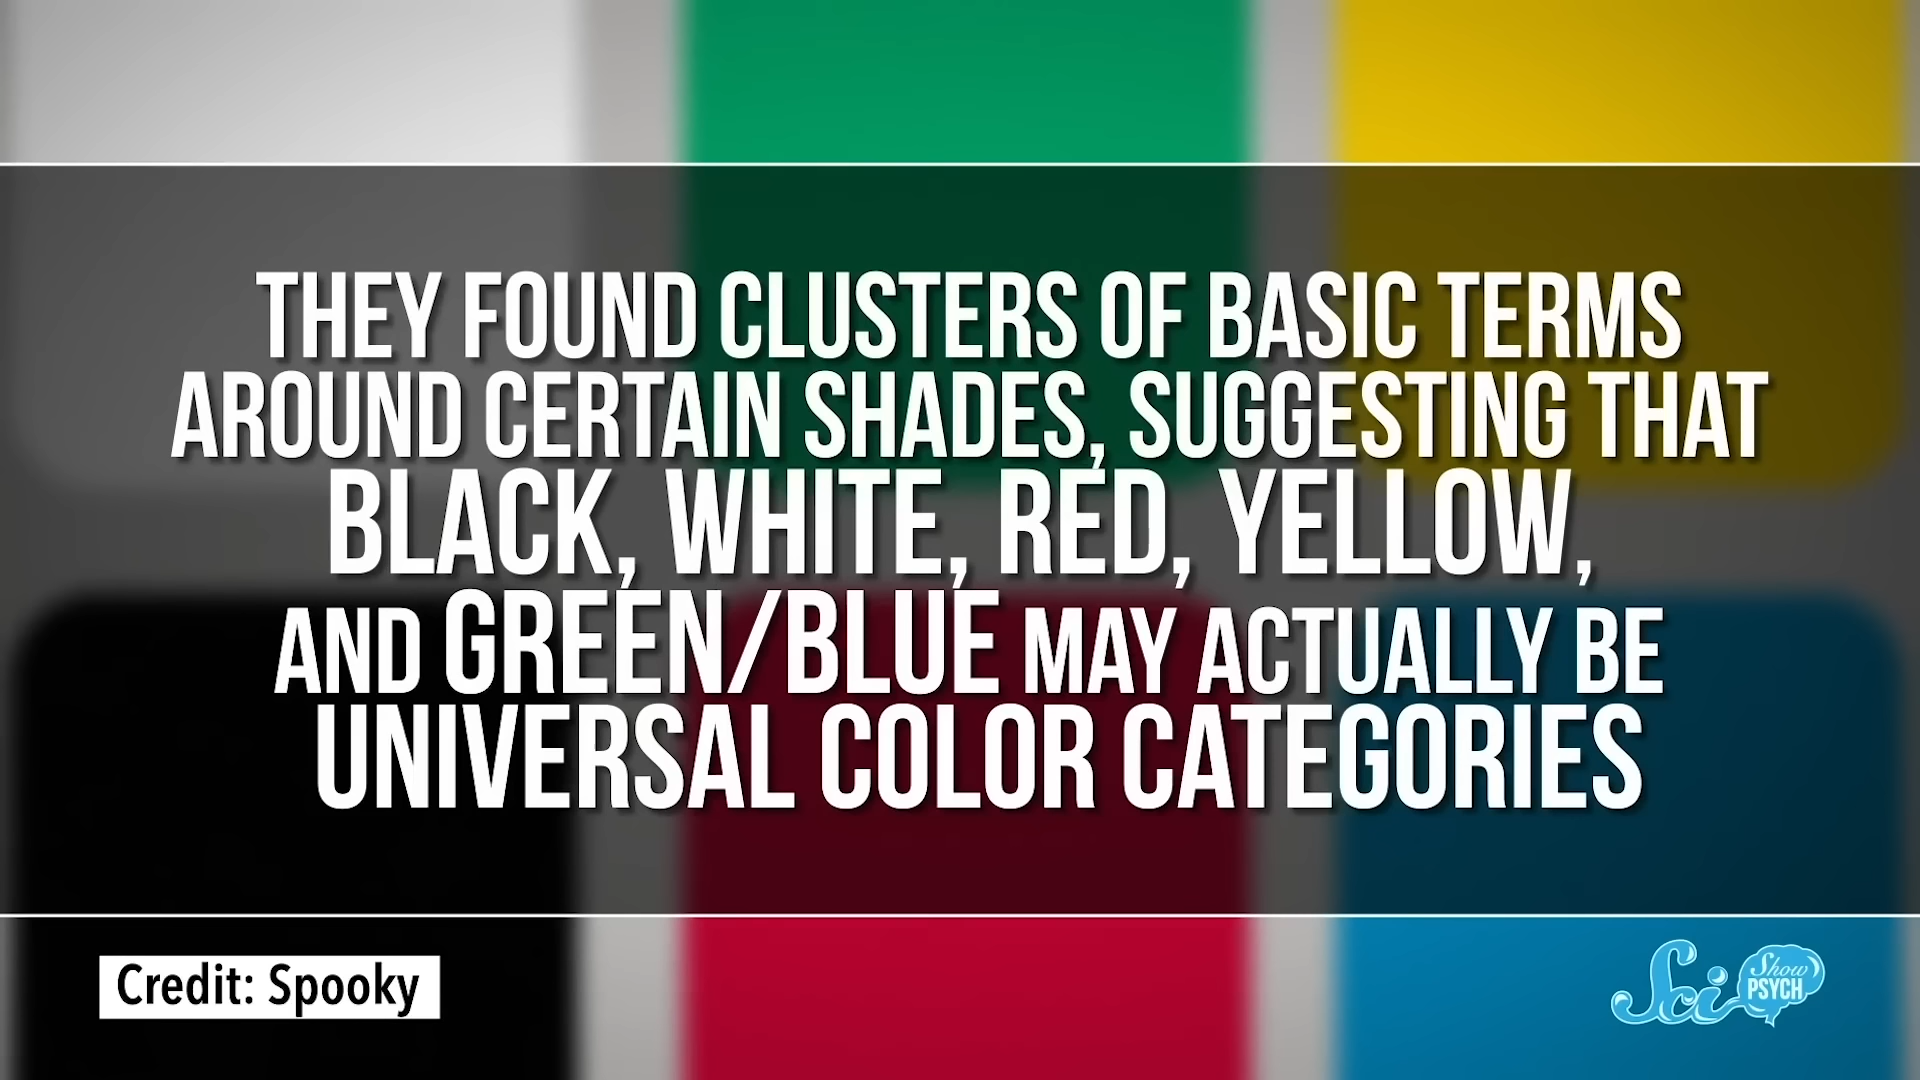 THEY FOUND CLUSTERS OF BASIC TERMS
AROUND CERTAIN SHADES, SUGGESTING THAT
BLACK, WHITE, RED, YELLOW,
AND GREEN/BLUE MAY ACTUALLY BE
UNIVERSAL COLOR CATEGORIES
Credit: Spooky
Sci Show
PSYCH